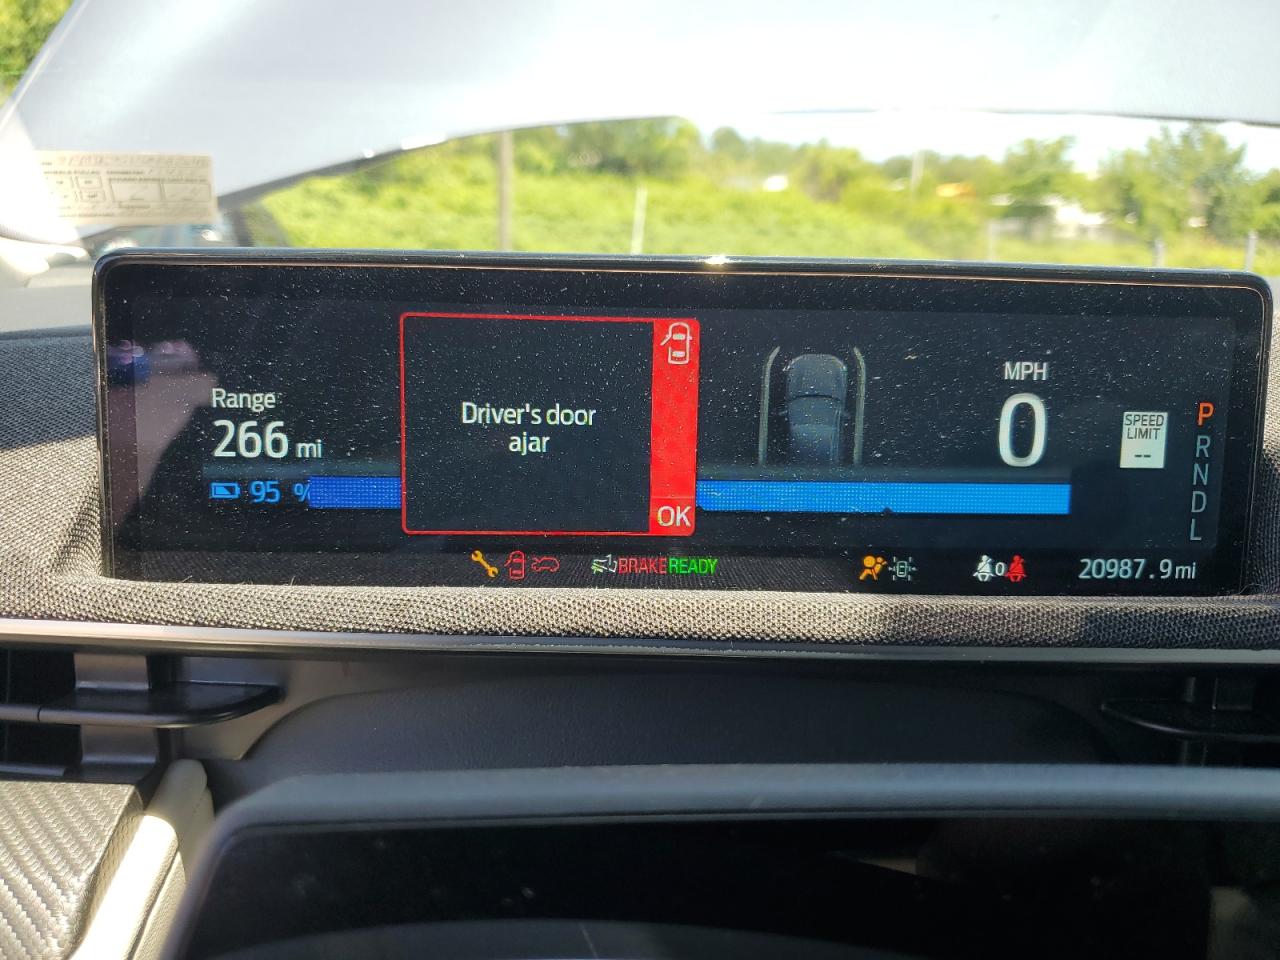 Range
266 mi
95 %
Driver's door
ajar
OK
MPH
0
SPEED
LIMIT
--
P
R
N
D
L
BRAKE READY
0
20987.9 mi